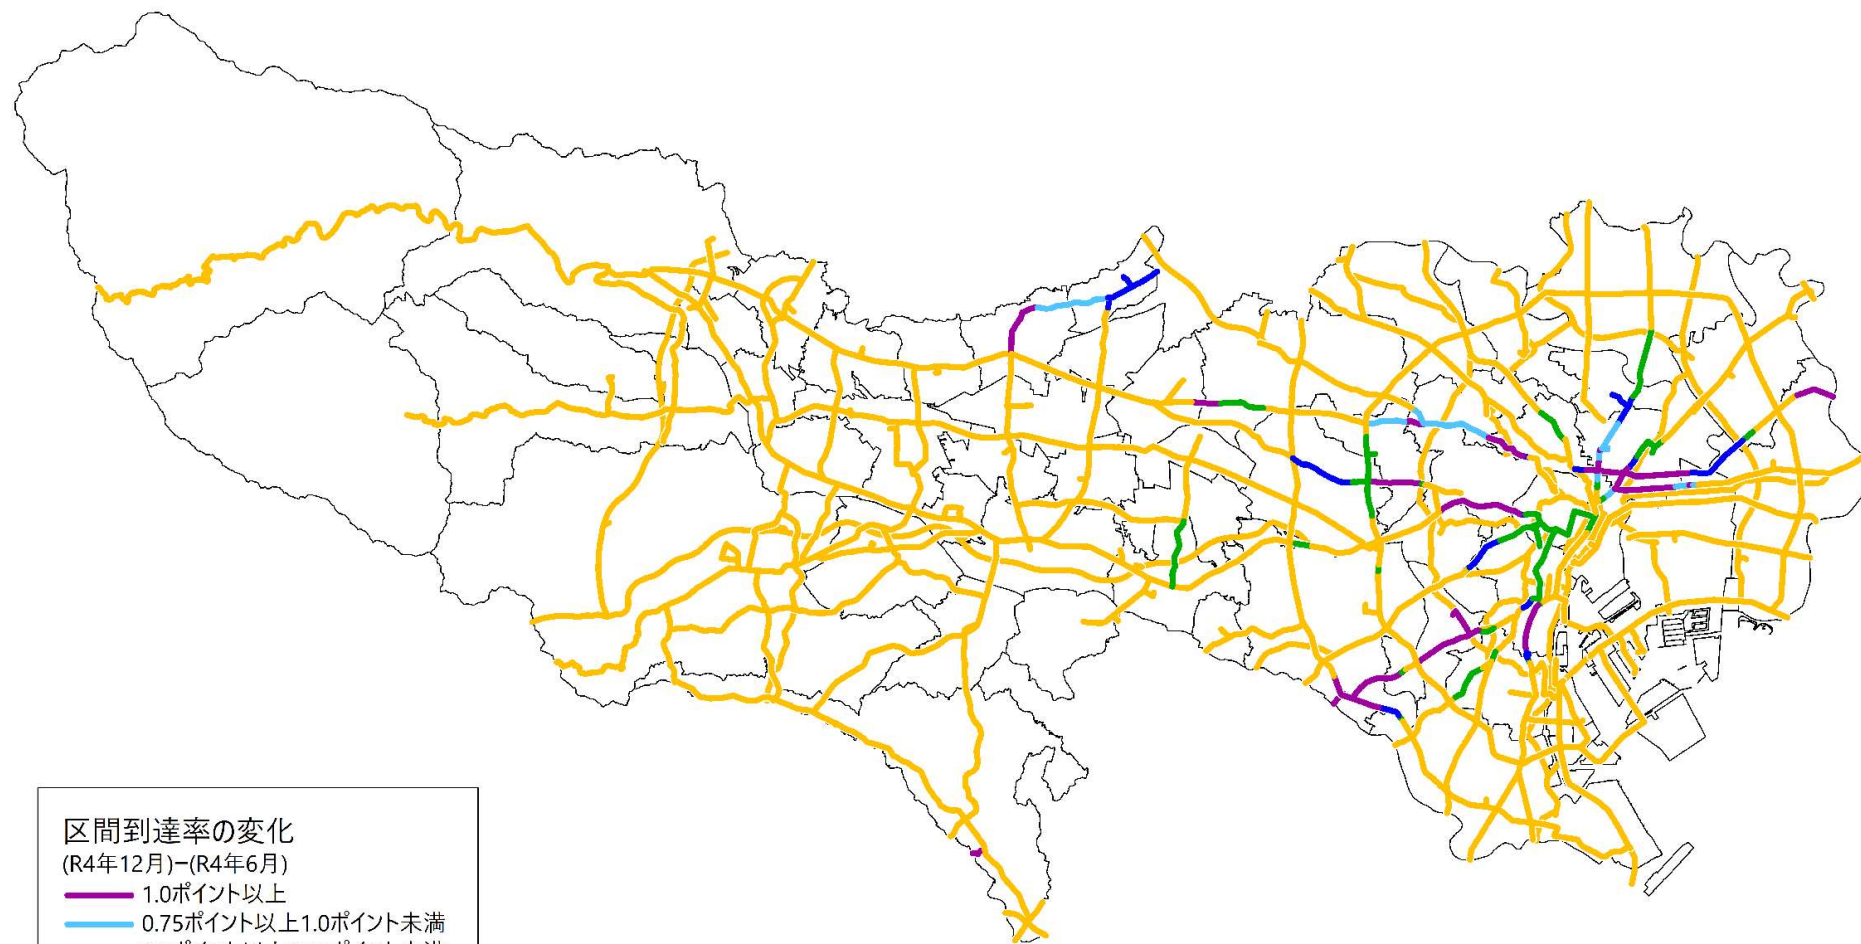 区間到達率の変化
(R4年12月)−(R4年6月)
1.0ポイント以上
0.75ポイント以上1.0ポイント未満